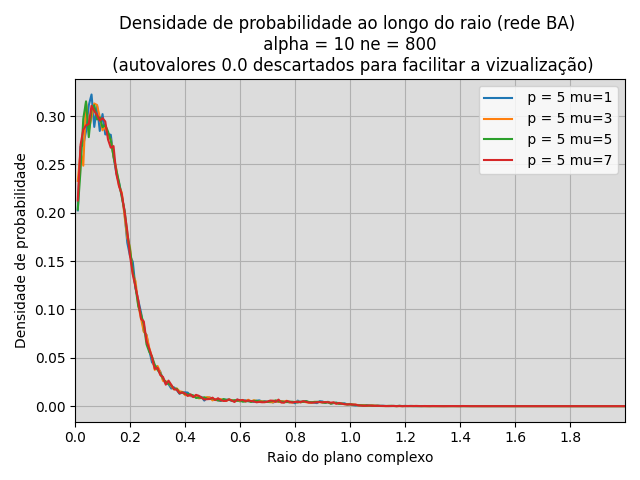 Densidade de probabilidade ao longo do raio (rede BA)
alpha = 10 ne = 800
(autovalores 0.0 descartados para facilitar a vizualização)
p = 5 mu=1
p = 5 mu=3
p = 5 mu=5
p = 5 mu=7
Densidade de probabilidade
0.30
0.25
0.20
0.15
0.10
0.05
0.00
0.0 0.2 0.4 0.6 0.8 1.0 1.2 1.4 1.6 1.8
Raio do plano complexo